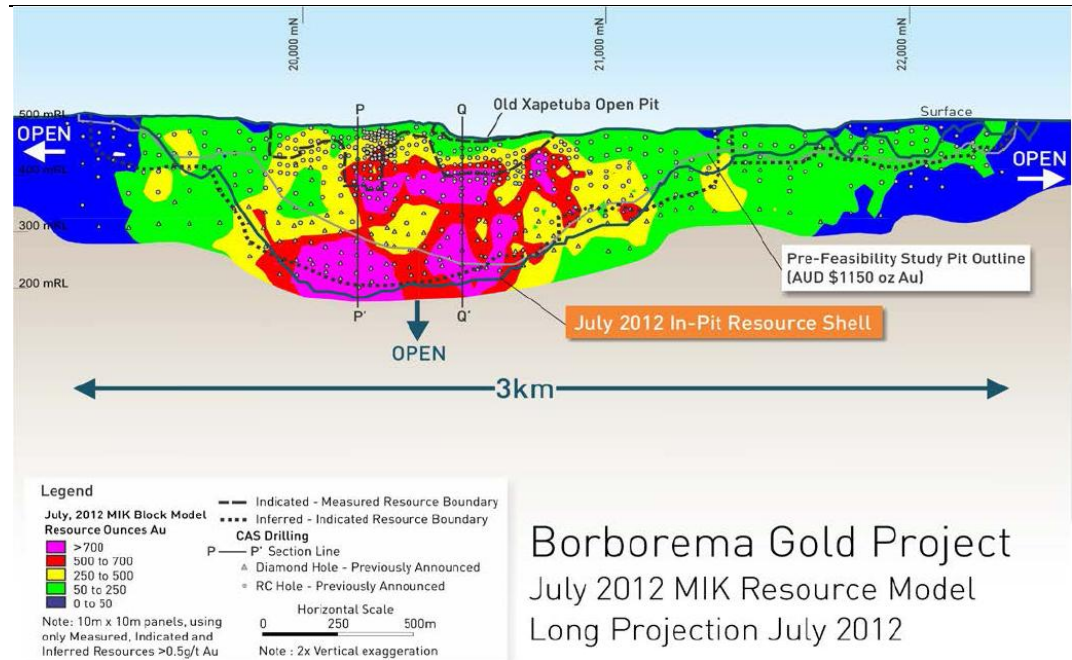 20,000 mN
21,000 mN
22,000 mN
P
Q
Old Xapetuba Open Pit
Surface
500 mRL
OPEN
400 mRL
OPEN
300 mRL
Pre-Feasibility Study Pit Outline
(AUD $1150 oz Au)
200 mRL
P'
Q'
July 2012 In-Pit Resource Shell
OPEN
3km
Legend
July, 2012 MIK Block Model
Resource Ounces Au
>700
500 to 700
250 to 500
50 to 250
0 to 50
Note: 10m x 10m panels, using
only Measured, Indicated and
Inferred Resources >0.5g/t Au
Indicated - Measured Resource Boundary
Inferred - Indicated Resource Boundary
CAS Drilling
P P' Section Line
Diamond Hole - Previously Announced
RC Hole - Previously Announced
Horizontal Scale
0 250 500m
Note : 2x Vertical exaggeration
Borborema Gold Project
July 2012 MIK Resource Model
Long Projection July 2012